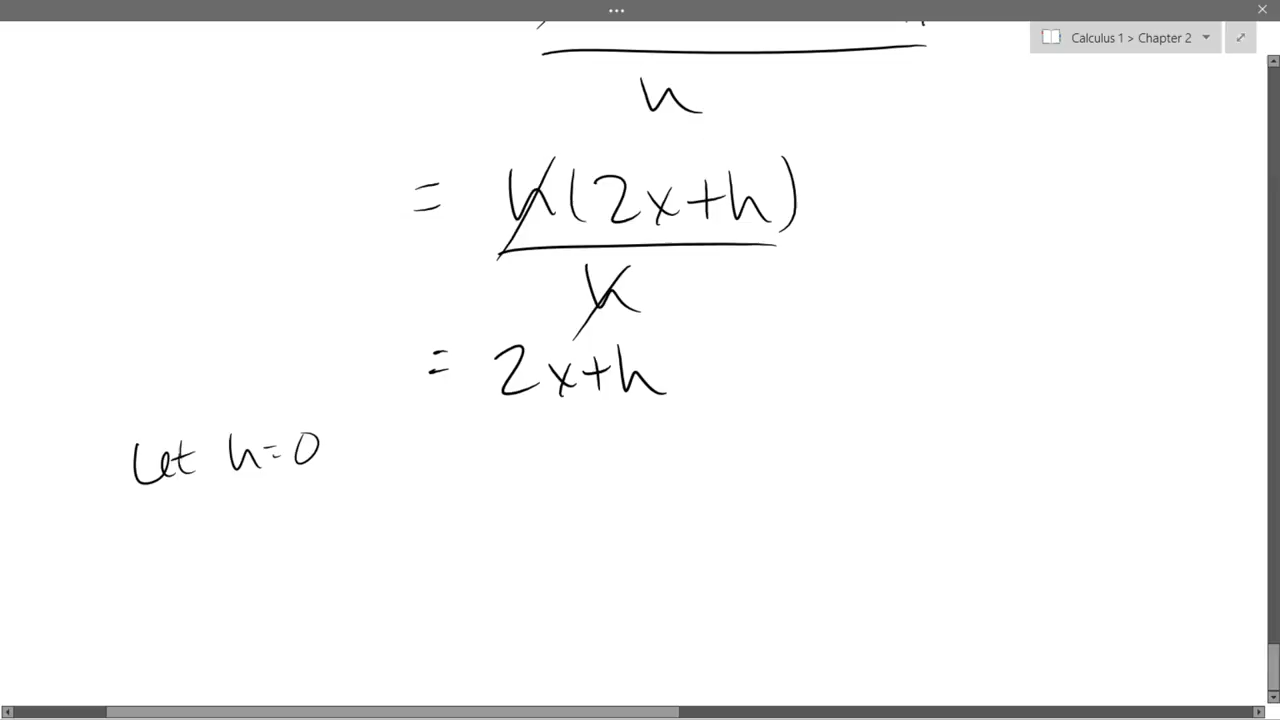 Calculus 1 > Chapter 2
h
= h(2x+h)
h
= 2x+h
Let h=0